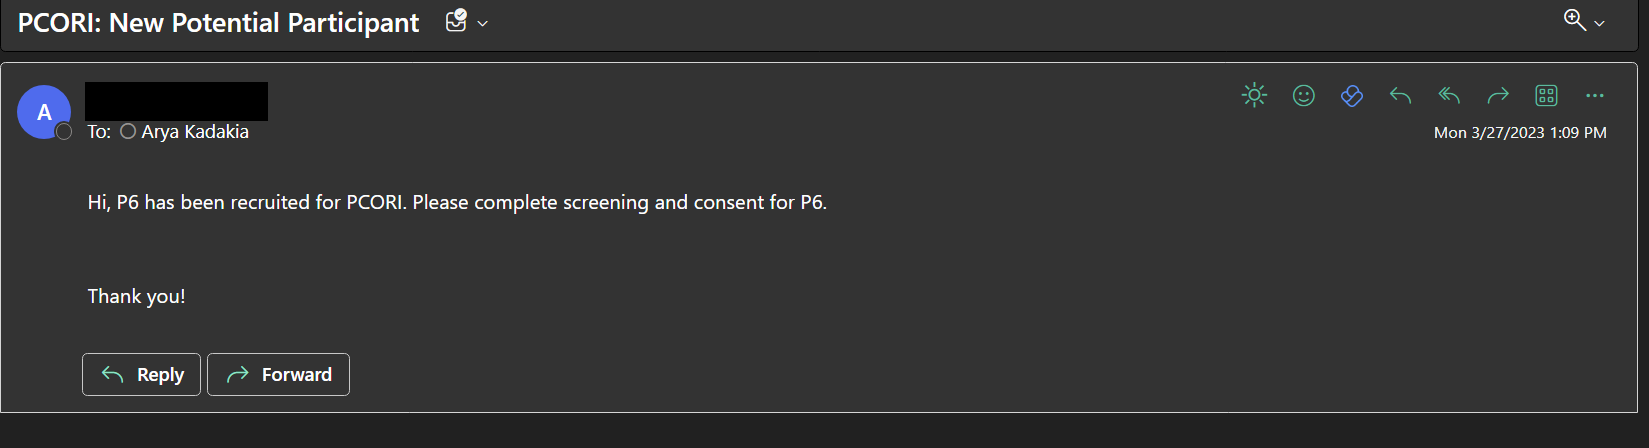 PCORI: New Potential Participant
A
To: Arya Kadakia
Mon 3/27/2023 1:09 PM
Hi, P6 has been recruited for PCORI. Please complete screening and consent for P6.
Thank you!
Reply
Forward